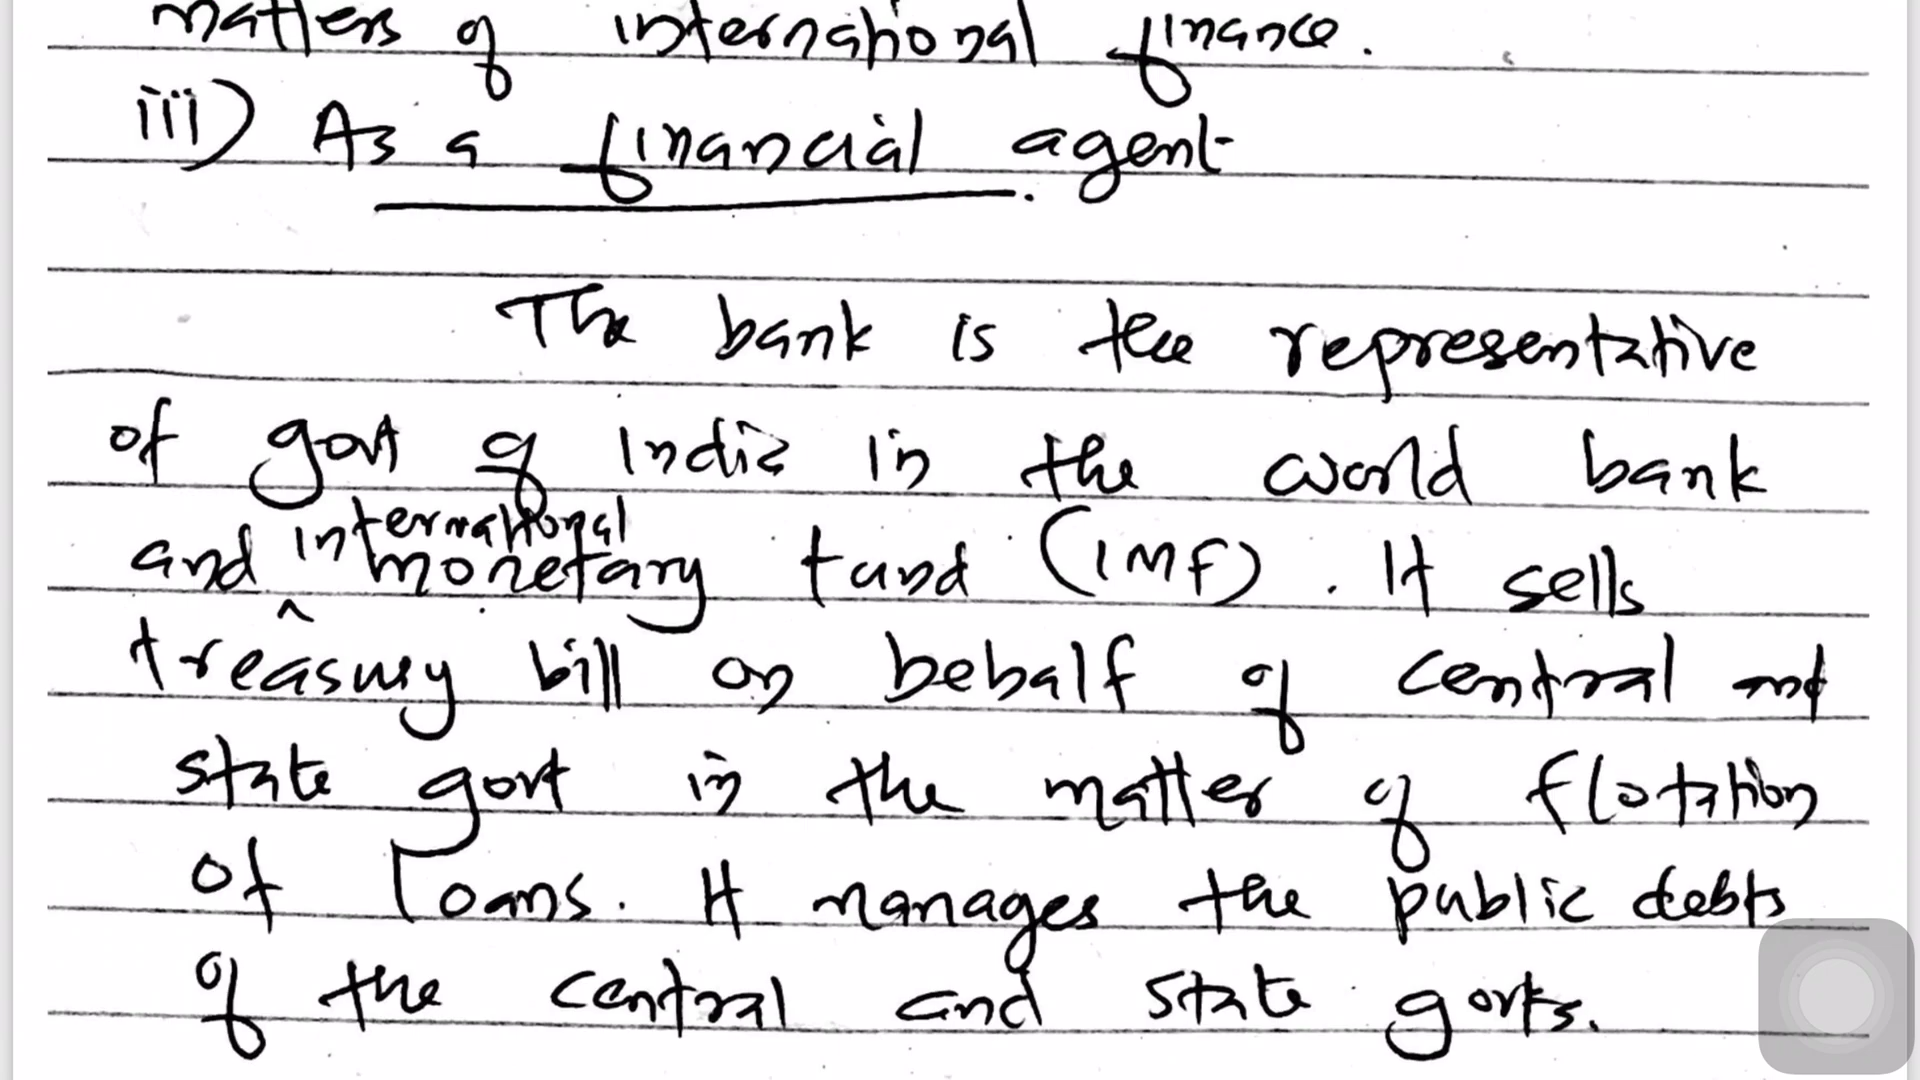 matters of international finance.
iii) As a financial agent
The bank is the representative
of govt of India in the world bank
and international monetary fund (IMF). It sells
treasury bill on behalf of central and
state govt in the matter of flotation
of Loans. It manages the public debts
of the central and state govts.